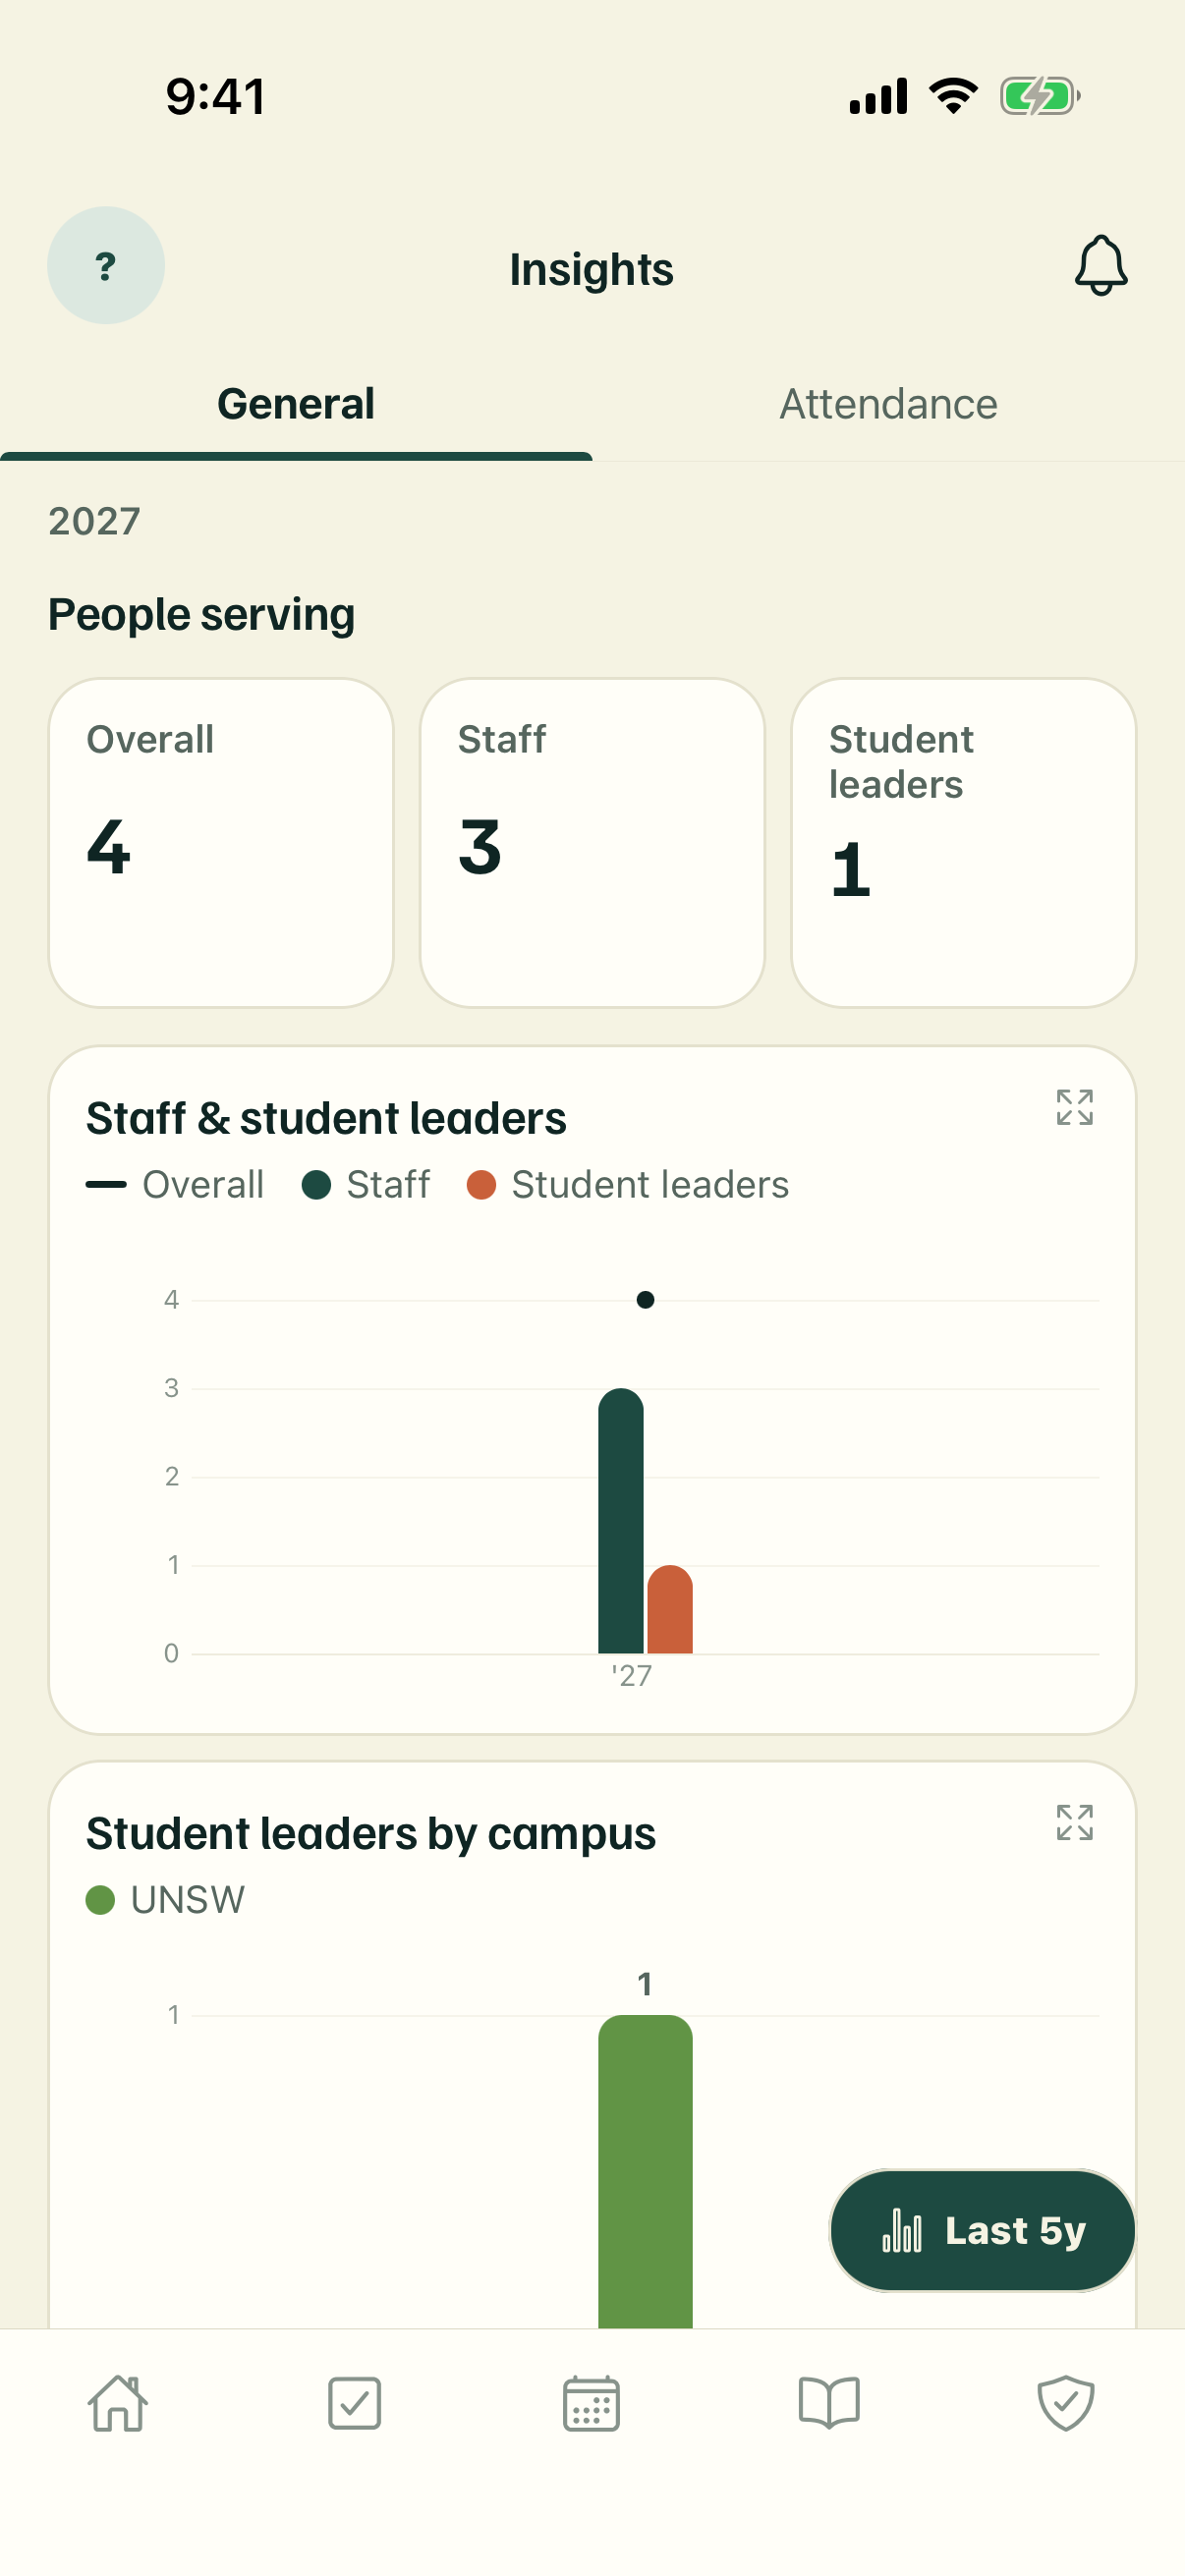 9:41
?
Insights
General
Attendance
2027
People serving
Overall
Staff
Student
leaders
4
3
1
Staff & student leaders
Overall
Staff
Student leaders
4
3
2
1
0
'27
Student leaders by campus
UNSW
1
1
Last 5y